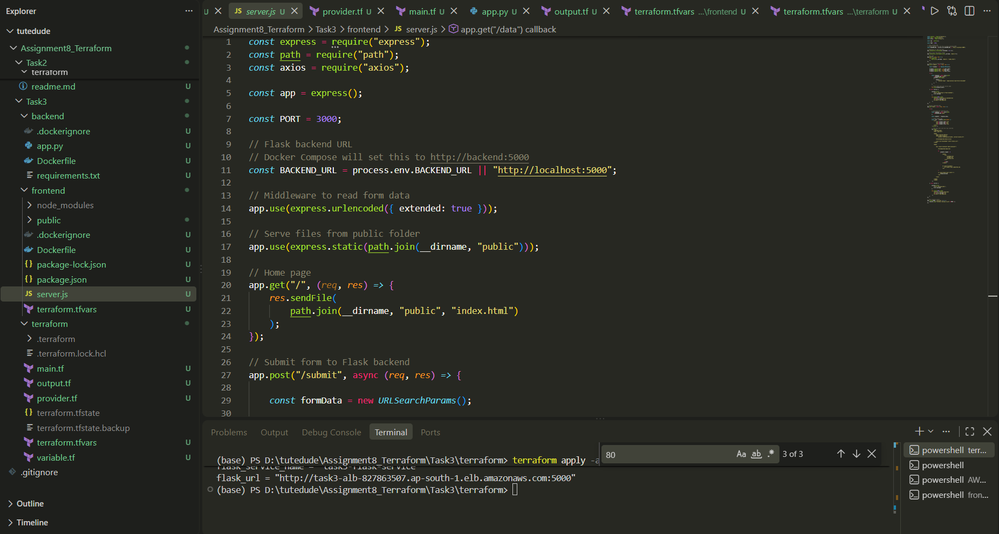 Explorer
tutedude
Assignment8_Terraform
Task2
terraform
readme.md U
Task3
backend
.dockerignore U
app.py U
Dockerfile U
requirements.txt U
frontend
node_modules
public
.dockerignore U
Dockerfile U
package-lock.json U
package.json U
server.js U
terraform.tfvars U
terraform
.terraform
.terraform.lock.hcl
main.tf U
output.tf U
provider.tf U
terraform.tfstate
terraform.tfstate.backup
terraform.tfvars U
variable.tf U
.gitignore
Outline
Timeline
U JS server.js U provider.tf U main.tf U app.py U output.tf U terraform.tfvars ...\frontend U terraform.tfvars ...\terraform U
Assignment8_Terraform > Task3 > frontend > JS server.js > app.get("/data") callback
1 const express = require("express");
2 const path = require("path");
3 const axios = require("axios");
4
5 const app = express();
6
7 const PORT = 3000;
8
9 // Flask backend URL
10 // Docker Compose will set this to http://backend:5000
11 const BACKEND_URL = process.env.BACKEND_URL || "http://localhost:5000";
12
13 // Middleware to read form data
14 app.use(express.urlencoded({ extended: true }));
15
16 // Serve files from public folder
17 app.use(express.static(path.join(__dirname, "public")));
18
19 // Home page
20 app.get("/", (req, res) => {
21 res.sendFile(
22 path.join(__dirname, "public", "index.html")
23 );
24 });
25
26 // Submit form to Flask backend
27 app.post("/submit", async (req, res) => {
28
29 const formData = new URLSearchParams();
30
Problems Output Debug Console Terminal Ports
80 Aa ab .* 3 of 3
(base) PS D:\tutedude\Assignment8_Terraform\Task3\terraform> terraform apply -a
flask_service_name = "task3-flask-service"
flask_url = "http://task3-alb-827863507.ap-south-1.elb.amazonaws.com:5000"
(base) PS D:\tutedude\Assignment8_Terraform\Task3\terraform>
powershell terr...
powershell
powershell AW...
powershell fron...